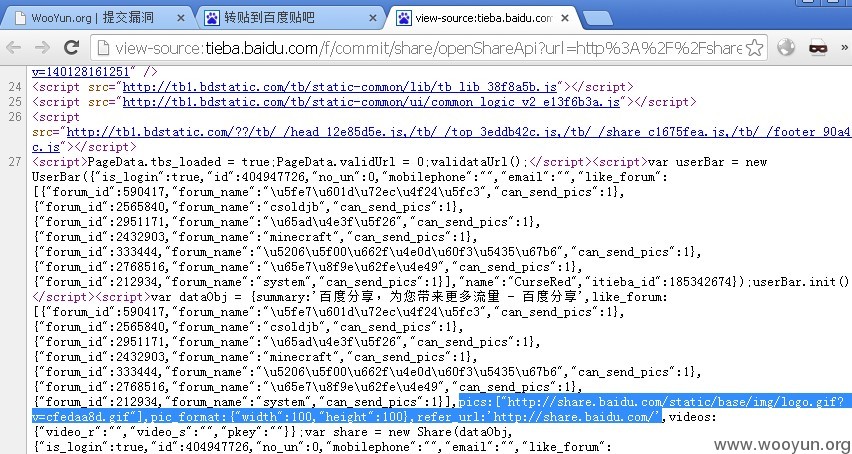 WooYun.org | 提交漏洞
转贴到百度贴吧
view-source:tieba.baidu.com/
view-source:tieba.baidu.com/f/commit/share/openShareApi?url=http%3A%2F%2Fshare
v=140128161251" />
24 <script src="http://tb1.bdstatic.com/tb/static-common/lib/tb_lib_38f8a5b.js"></script>
25 <script src="http://tb1.bdstatic.com/tb/static-common/ui/common_logic_v2_e13f6b3a.js"></script>
26 <script
src="http://tb1.bdstatic.com/??/tb/_/head_12e85d5e.js,/tb/_/top_3eddb42c.js,/tb/_/share_c1675fea.js,/tb/_/footer_90a4
c.js"></script>
27 <script>PageData.tbs_loaded = true;PageData.validUrl = 0;validataUrl();</script><script>var userBar = new
UserBar({"is_login":true,"id":404947726,"no_un":0,"mobilephone":"","email":"","like_forum":
[{"forum_id":590417,"forum_name":"\u5fe7\u601d\u72ec\u4f24\u5fc3","can_send_pics":1},
{"forum_id":2565840,"forum_name":"csoldjb","can_send_pics":1},
{"forum_id":2951171,"forum_name":"\u65ad\u4e3f\u5f26","can_send_pics":1},
{"forum_id":2432903,"forum_name":"minecraft","can_send_pics":1},
{"forum_id":333444,"forum_name":"\u5206\u5f00\u662f\u4e0d\u60f3\u5435\u67b6","can_send_pics":1},
{"forum_id":2768516,"forum_name":"\u65e7\u8f9e\u62fe\u4e49","can_send_pics":1},
{"forum_id":212934,"forum_name":"system","can_send_pics":1}],"name":"CurseRed","itieba_id":185342674});userBar.init()
</script><script>var dataObj = {summary:'百度分享，为您带来更多流量 - 百度分享',like_forum:
[{"forum_id":590417,"forum_name":"\u5fe7\u601d\u72ec\u4f24\u5fc3","can_send_pics":1},
{"forum_id":2565840,"forum_name":"csoldjb","can_send_pics":1},
{"forum_id":2951171,"forum_name":"\u65ad\u4e3f\u5f26","can_send_pics":1},
{"forum_id":2432903,"forum_name":"minecraft","can_send_pics":1},
{"forum_id":333444,"forum_name":"\u5206\u5f00\u662f\u4e0d\u60f3\u5435\u67b6","can_send_pics":1},
{"forum_id":2768516,"forum_name":"\u65e7\u8f9e\u62fe\u4e49","can_send_pics":1},
{"forum_id":212934,"forum_name":"system","can_send_pics":1}],pics:["http://share.baidu.com/static/base/img/logo.gif?
v=cfedaa8d.gif"],pic_format:{"width":100,"height":100},refer_url:'http://share.baidu.com/',videos:
{"video_r":"","video_s":"","pkey":""}};var share = new Share(dataObj,
{"is_login":true,"id":404947726,"no_un":0,"mobilephone":"","email":"","like_forum":
www.wooyun.org